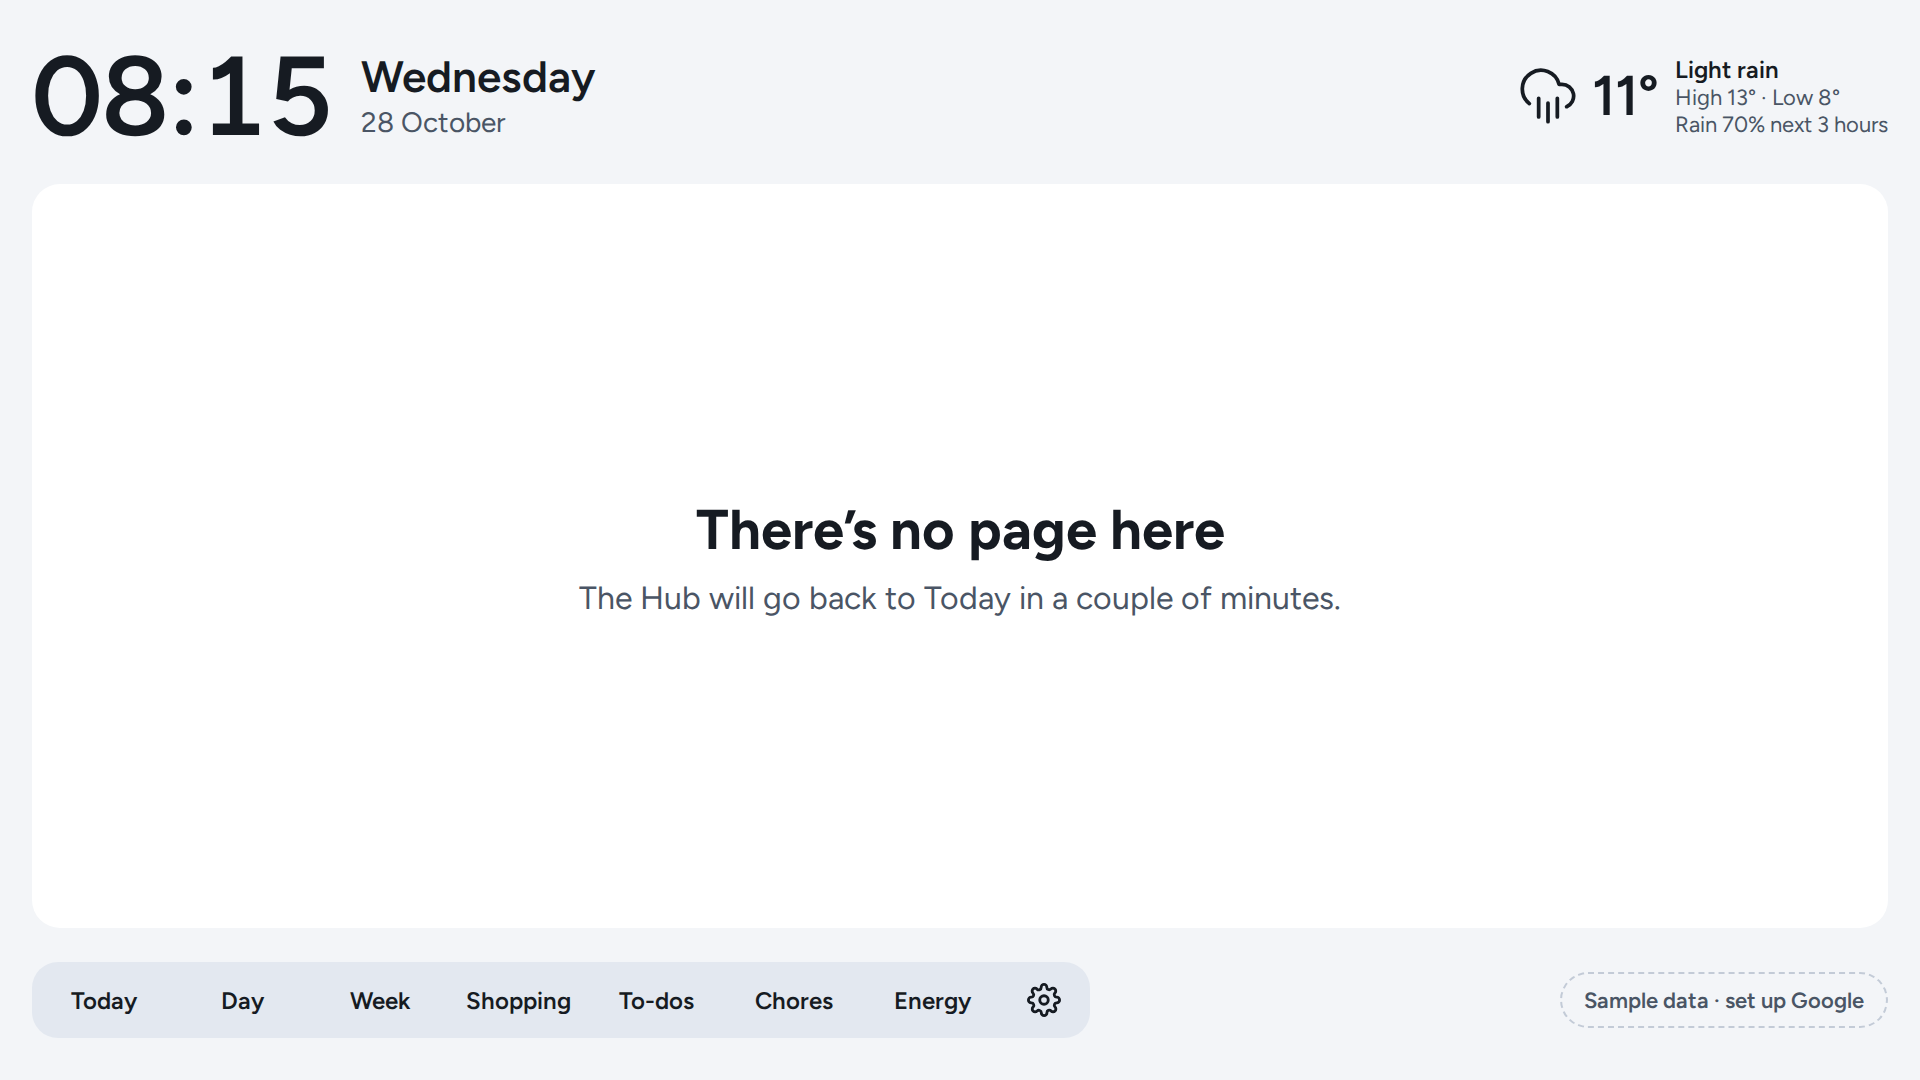 08:15
Wednesday
28 October
11°
Light rain
High 13° · Low 8°
Rain 70% next 3 hours
There’s no page here
The Hub will go back to Today in a couple of minutes.
Today Day Week Shopping To-dos Chores Energy
Sample data · set up Google